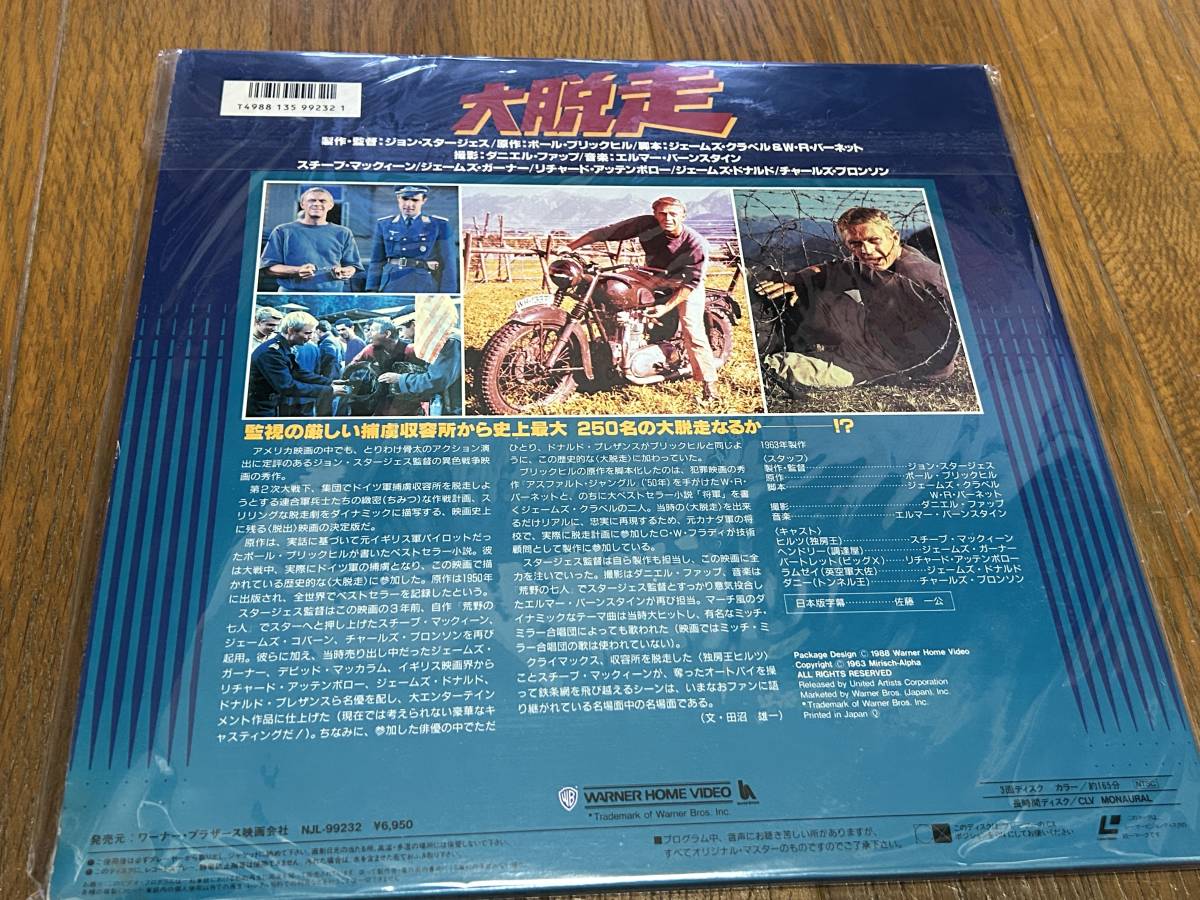 T4988 135 99232 1
大脱走
製作・監督：ジョン・スタージェス/原作：ポール・ブリックヒル/脚本：ジェームズ・クラベル＆W・R・バーネット
撮影：ダニエル・ファップ/音楽：エルマー・バーンスタイン
スチーブ・マックィーン/ジェームズ・ガーナー/リチャード・アッテンボロー/ジェームズ・ドナルド/チャールズ・ブロンソン
監視の厳しい捕虜収容所から史上最大 250名の大脱走なるか――!?
アメリカ映画の中でも、とりわけ骨太のアクション演
出に定評のあるジョン・スタージェス監督の異色戦争映
画の秀作。
第2次大戦下、集団でドイツ軍捕虜収容所を脱走しよ
うとする連合軍兵士たちの緻密(ちみつ)な作戦計画、ス
リリングな脱走劇をダイナミックに描写する、映画史上
に残る〈脱出〉映画の決定版だ。
原作は、実話に基づいて元イギリス軍パイロットだっ
たポール・ブリックヒルが書いたベストセラー小説。彼
は大戦中、実際にドイツ軍の捕虜となり、この映画で描
かれている歴史的な〈大脱走〉に参加した。原作は1950年
に出版され、全世界でベストセラーを記録したという。
スタージェス監督はこの映画の3年前、自作「荒野の
七人」でスターへと押し上げたスチーブ・マックィーン、
ジェームズ・コバーン、チャールズ・ブロンソンを再び
起用。彼らに加え、当時売り出し中だったジェームズ・
ガーナー、デビッド・マッカラム、イギリス映画界から
リチャード・アッテンボロー、ジェームズ・ドナルド、
ドナルド・プレザンスら名優を配し、大エンターテイン
メント作品に仕上げた(現在では考えられない豪華なキ
ャスティングだ！)。ちなみに、参加した俳優の中でただ
ひとり、ドナルド・プレザンスがブリックヒルと同じよ
うに、この歴史的な〈大脱走〉に加わっていた。
ブリックヒルの原作を脚本化したのは、犯罪映画の秀
作「アスファルト・ジャングル」('50年)を手がけたW・R・
バーネットと、のちに大ベストセラー小説「将軍」を書
くジェームズ・クラベルの二人。当時の〈大脱走〉を出来
るだけリアルに、忠実に再現するため、元カナダ軍の将
校で、実際に脱走計画に参加したC・W・フラディが技術
顧問として製作に参加している。
スタージェス監督は自ら製作も担当し、この映画に全
力を注いでいった。撮影はダニエル・ファップ、音楽は
「荒野の七人」でスタージェス監督とすっかり意気投合し
たエルマー・バーンスタインが再び担当。マーチ風のダ
イナミックなテーマ曲は当時大ヒットし、有名なミッチ・
ミラー合唱団によっても歌われた(映画ではミッチ・ミ
ラー合唱団の歌は使われていない)。
クライマックス、収容所を脱走した〈独房王ヒルツ〉
ことスチーブ・マックィーンが、奪ったオートバイを操
って鉄条網を飛び越えるシーンは、いまなおファンに語
り継がれている名場面中の名場面である。
(文・田沼 雄一)
1963年製作
〈スタッフ〉
製作・監督……ジョン・スタージェス
原作……ポール・ブリックヒル
脚本……ジェームズ・クラベル
W・R・バーネット
撮影……ダニエル・ファップ
音楽……エルマー・バーンスタイン
〈キャスト〉
ヒルツ(独房王)……スチーブ・マックィーン
ヘンドリー(調達屋)……ジェームズ・ガーナー
バートレット(ビッグX)……リチャード・アッテンボロー
ラムゼイ(英空軍大佐)……ジェームズ・ドナルド
ダニー(トンネル王)……チャールズ・ブロンソン
日本版字幕……佐藤 一公
Package Design © 1988 Warner Home Video
Copyright © 1963 Mirisch-Alpha
ALL RIGHTS RESERVED
Released by United Artists Corporation
Marketed by Warner Bros. (Japan), Inc.
*Trademark of Warner Bros. Inc.
Printed in Japan Ⓠ
WB WARNER HOME VIDEO
*Trademark of Warner Bros. Inc.
3面ディスク カラー/約165分 NTSC
長時間ディスク/CLV MONAURAL
発売元：ワーナー・ブラザース映画会社 NJL-99232 ¥6,950
■プログラム中、音声にお聴き苦しい所がありますが、
すべてオリジナル・マスターのものですのでご了承下さい。